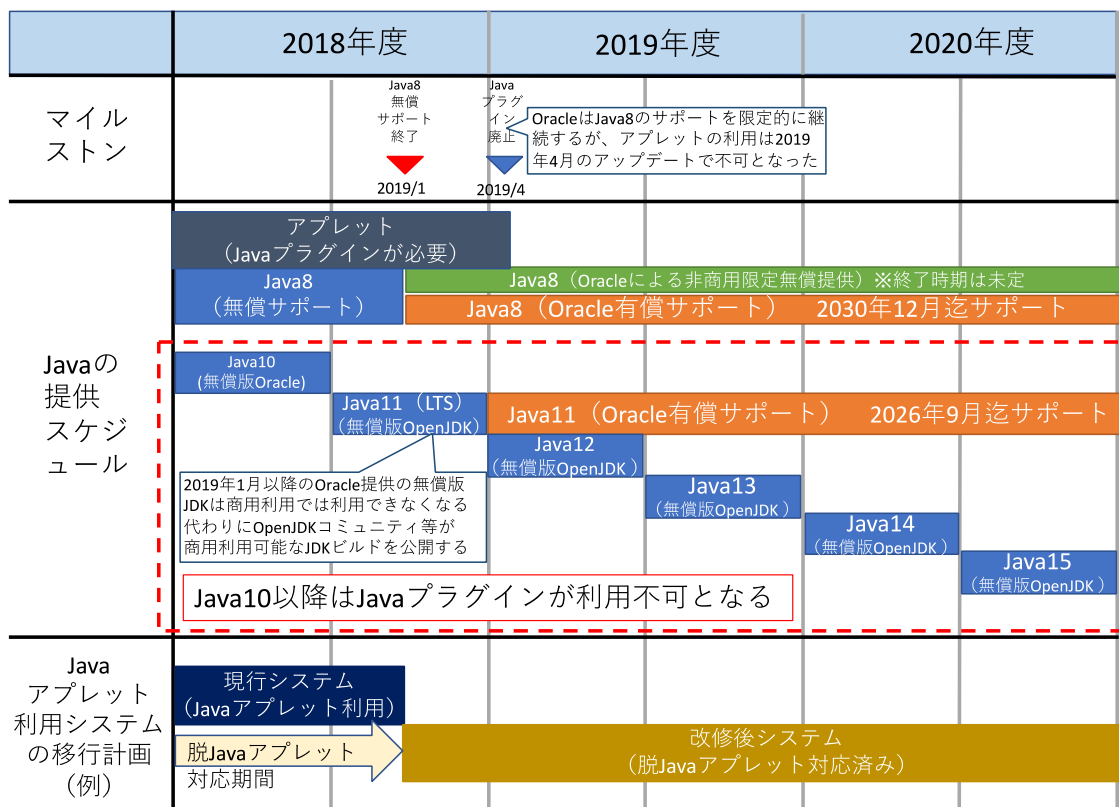 2018年度
2019年度
2020年度
マイル
ストン
Java8
無償
サポート
終了
2019/1
Java
プラグ
イン
廃止
2019/4
OracleはJava8のサポートを限定的に継
続するが、アプレットの利用は2019
年4月のアップデートで不可となった
Javaの
提供
スケジ
ュール
アプレット
（Javaプラグインが必要）
Java8
（無償サポート）
Java8（Oracleによる非商用限定無償提供）※終了時期は未定
Java8（Oracle有償サポート）　2030年12月迄サポート
Java10
(無償版Oracle)
Java11（LTS）
（無償版OpenJDK）
Java11（Oracle有償サポート）　2026年9月迄サポート
Java12
（無償版OpenJDK ）
Java13
（無償版OpenJDK ）
Java14
（無償版OpenJDK ）
Java15
（無償版OpenJDK ）
2019年1月以降のOracle提供の無償版
JDKは商用利用では利用できなくなる
代わりにOpenJDKコミュニティ等が
商用利用可能なJDKビルドを公開する
Java10以降はJavaプラグインが利用不可となる
Java
アプレット
利用システム
の移行計画
（例）
現行システム
（Javaアプレット利用）
脱Javaアプレット
対応期間
改修後システム
（脱Javaアプレット対応済み）